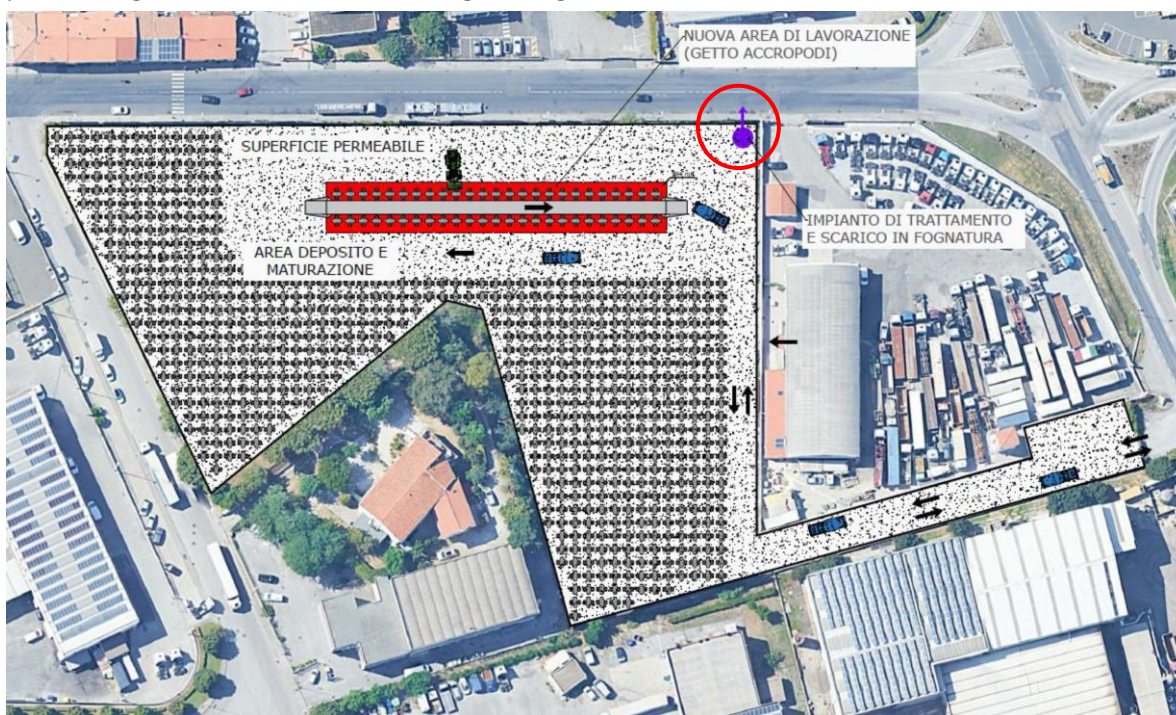 NUOVA AREA DI LAVORAZIONE
(GETTO ACCROPODI)
SUPERFICIE PERMEABILE
IMPIANTO DI TRATTAMENTO
E SCARICO IN FOGNATURA
AREA DEPOSITO E
MATURAZIONE